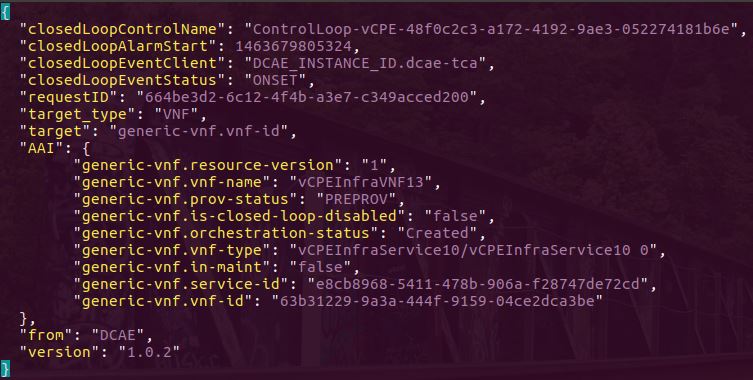 {
"closedLoopControlName": "ControlLoop-vCPE-48f0c2c3-a172-4192-9ae3-052274181b6e",
"closedLoopAlarmStart": 1463679805324,
"closedLoopEventClient": "DCAE_INSTANCE_ID.dcae-tca",
"closedLoopEventStatus": "ONSET",
"requestID": "664be3d2-6c12-4f4b-a3e7-c349acced200",
"target_type": "VNF",
"target": "generic-vnf.vnf-id",
"AAI": {
"generic-vnf.resource-version": "1",
"generic-vnf.vnf-name": "vCPEInfraVNF13",
"generic-vnf.prov-status": "PREPROV",
"generic-vnf.is-closed-loop-disabled": "false",
"generic-vnf.orchestration-status": "Created",
"generic-vnf.vnf-type": "vCPEInfraService10/vCPEInfraService10 0",
"generic-vnf.in-maint": "false",
"generic-vnf.service-id": "e8cb8968-5411-478b-906a-f28747de72cd",
"generic-vnf.vnf-id": "63b31229-9a3a-444f-9159-04ce2dca3be"
},
"from": "DCAE",
"version": "1.0.2"
}